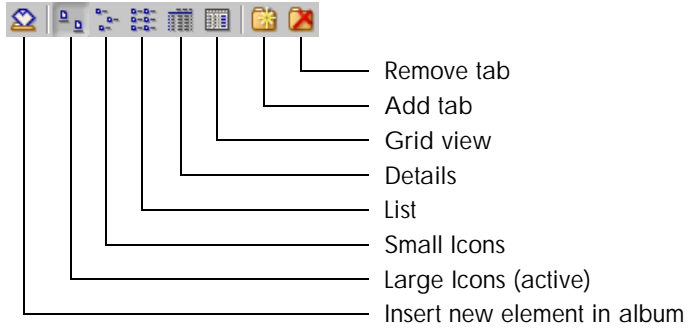 Remove tab
Add tab
Grid view
Details
List
Small Icons
Large Icons (active)
Insert new element in album